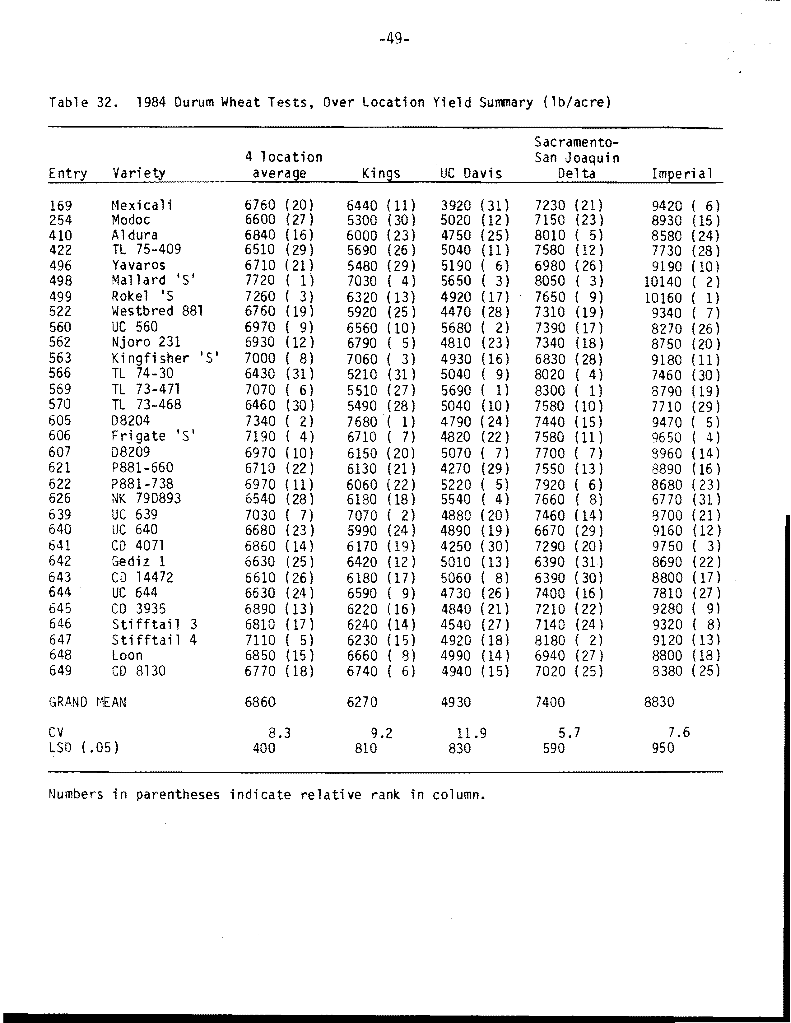 -49-
Table 32. 1984 Durum Wheat Tests, Over Location Yield Summary (lb/acre)
Sacramento-
4 location San Joaquin
Entry Variety average Kings UC Davis Delta Imperial
169 Mexicali 6760 (20) 6440 (11) 3920 (31) 7230 (21) 9420 ( 6)
254 Modoc 6600 (27) 5300 (30) 5020 (12) 7150 (23) 8930 (15)
410 Aldura 6840 (16) 6000 (23) 4750 (25) 8010 ( 5) 8580 (24)
422 TL 75-409 6510 (29) 5690 (26) 5040 (11) 7580 (12) 7730 (28)
496 Yavaros 6710 (21) 5480 (29) 5190 ( 6) 6980 (26) 9190 (10)
498 Mallard 'S' 7720 ( 1) 7030 ( 4) 5650 ( 3) 8050 ( 3) 10140 ( 2)
499 Rokel 'S 7260 ( 3) 6320 (13) 4920 (17) 7650 ( 9) 10160 ( 1)
522 Westbred 881 6760 (19) 5920 (25) 4470 (28) 7310 (19) 9340 ( 7)
560 UC 560 6970 ( 9) 6560 (10) 5680 ( 2) 7390 (17) 8270 (26)
562 Njoro 231 6930 (12) 6790 ( 5) 4810 (23) 7340 (18) 8750 (20)
563 Kingfisher 'S' 7000 ( 8) 7060 ( 3) 4930 (16) 6830 (28) 9180 (11)
566 TL 74-30 6430 (31) 5210 (31) 5040 ( 9) 8020 ( 4) 7460 (30)
569 TL 73-471 7070 ( 6) 5510 (27) 5690 ( 1) 8300 ( 1) 8790 (19)
570 TL 73-468 6460 (30) 5490 (28) 5040 (10) 7580 (10) 7710 (29)
605 D8204 7340 ( 2) 7680 ( 1) 4790 (24) 7440 (15) 9470 ( 5)
606 Frigate 'S' 7190 ( 4) 6710 ( 7) 4820 (22) 7580 (11) 9650 ( 4)
607 D8209 6970 (10) 6150 (20) 5070 ( 7) 7700 ( 7) 8960 (14)
621 P881-660 6710 (22) 6130 (21) 4270 (29) 7550 (13) 8890 (16)
622 P881-738 6970 (11) 6060 (22) 5220 ( 5) 7920 ( 6) 8680 (23)
626 NK 79D893 6540 (28) 6180 (18) 5540 ( 4) 7660 ( 8) 6770 (31)
639 UC 639 7030 ( 7) 7070 ( 2) 4880 (20) 7460 (14) 8700 (21)
640 UC 640 6680 (23) 5990 (24) 4890 (19) 6670 (29) 9160 (12)
641 CD 4071 6860 (14) 6170 (19) 4250 (30) 7290 (20) 9750 ( 3)
642 Gediz 1 6630 (25) 6420 (12) 5010 (13) 6390 (31) 8690 (22)
643 CD 14472 6610 (26) 6180 (17) 5060 ( 8) 6390 (30) 8800 (17)
644 UC 644 6630 (24) 6590 ( 9) 4730 (26) 7400 (16) 7810 (27)
645 CD 3935 6890 (13) 6220 (16) 4840 (21) 7210 (22) 9280 ( 9)
646 Stifftail 3 6810 (17) 6240 (14) 4540 (27) 7140 (24) 9320 ( 8)
647 Stifftail 4 7110 ( 5) 6230 (15) 4920 (18) 8180 ( 2) 9120 (13)
648 Loon 6850 (15) 6660 ( 8) 4990 (14) 6940 (27) 8800 (18)
649 CD 8130 6770 (18) 6740 ( 6) 4940 (15) 7020 (25) 8380 (25)
GRAND MEAN 6860 6270 4930 7400 8830
CV 8.3 9.2 11.9 5.7 7.6
LSD (.05) 400 810 830 590 950
Numbers in parentheses indicate relative rank in column.